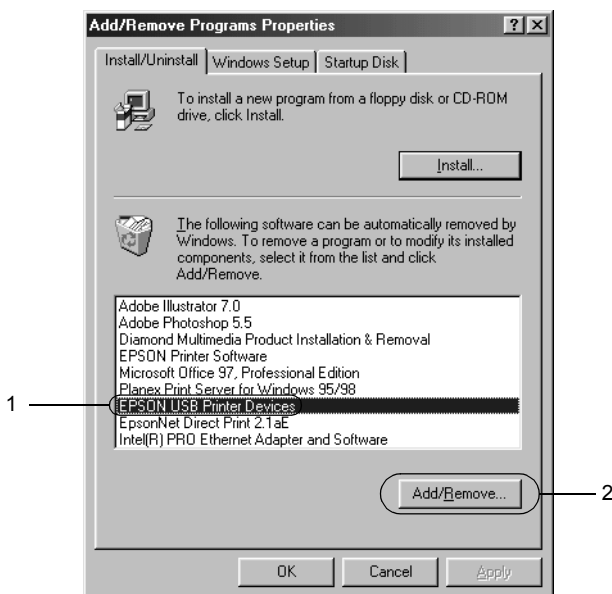 Add/Remove Programs Properties
Install/Uninstall Windows Setup Startup Disk
To install a new program from a floppy disk or CD-ROM
drive, click Install.
Install...
The following software can be automatically removed by
Windows. To remove a program or to modify its installed
components, select it from the list and click
Add/Remove.
Adobe Illustrator 7.0
Adobe Photoshop 5.5
Diamond Multimedia Product Installation & Removal
EPSON Printer Software
Microsoft Office 97, Professional Edition
Planex Print Server for Windows 95/98
1 EPSON USB Printer Devices
EpsonNet Direct Print 2.1aE
Intel(R) PRO Ethernet Adapter and Software
Add/Remove... 2
OK Cancel Apply